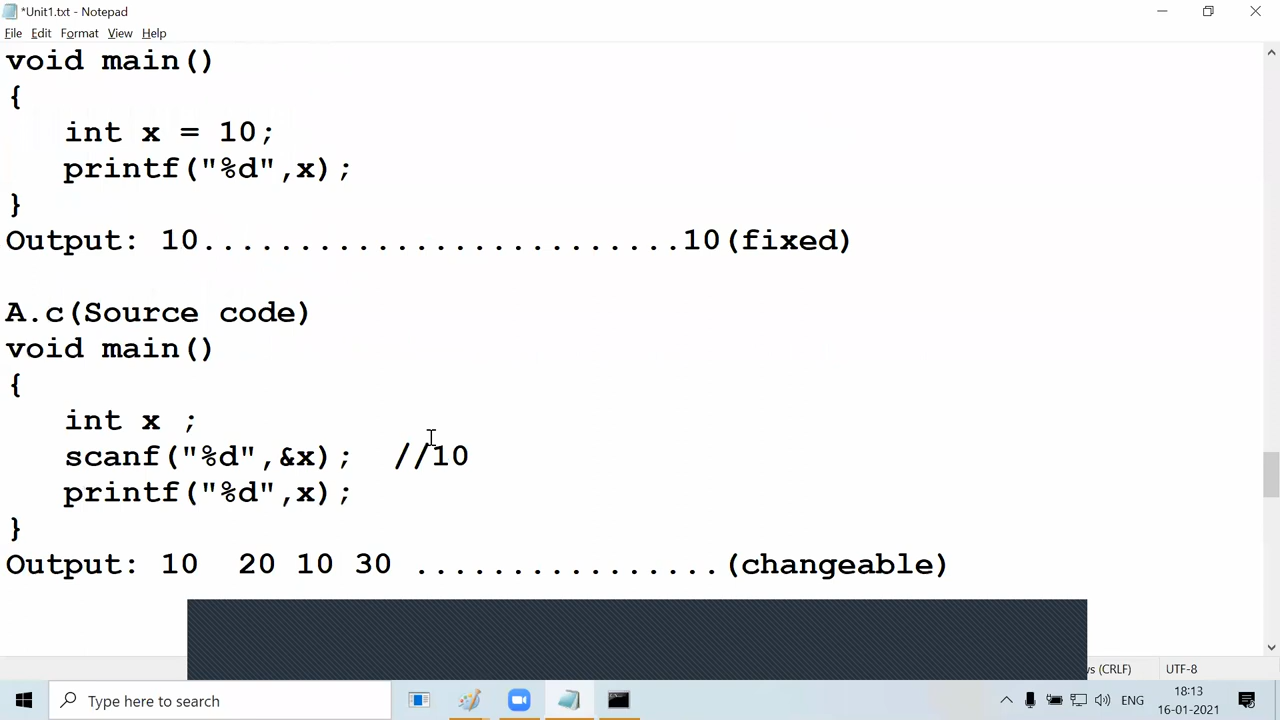 *Unit1.txt - Notepad
File Edit Format View Help
void main()
{
int x = 10;
printf("%d",x);
}
Output: 10.........................10(fixed)
A.c(Source code)
void main()
{
int x ;
scanf("%d",&x); //10
printf("%d",x);
}
Output: 10 20 10 30 ................(changeable)
(CRLF) UTF-8
Type here to search
ENG
18:13
16-01-2021